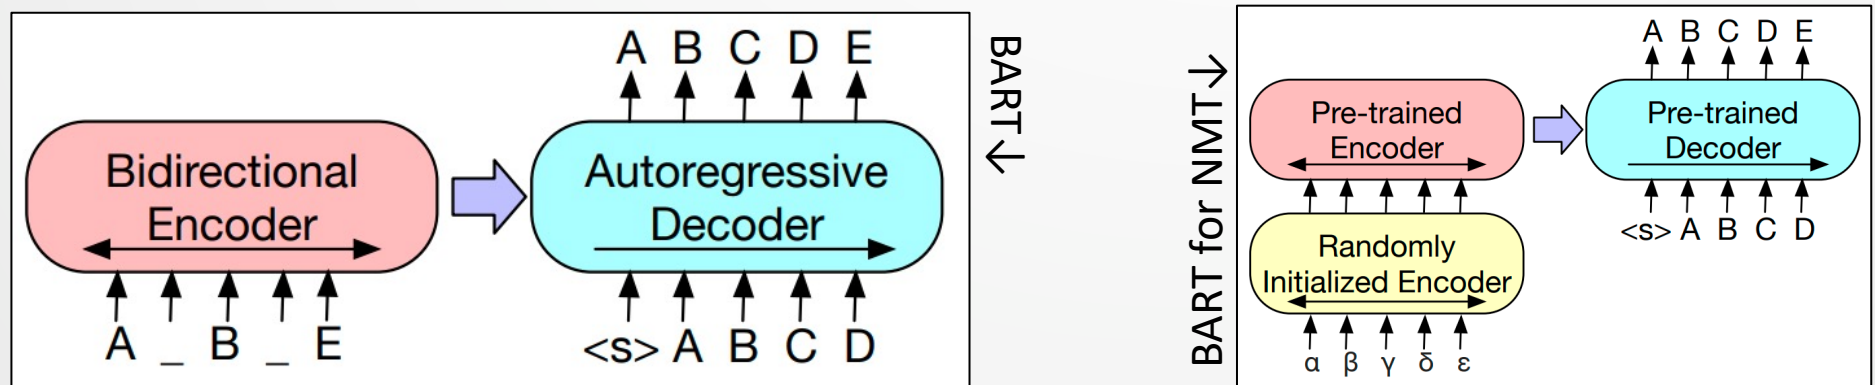 A B C D E
Bidirectional
Encoder
Autoregressive
Decoder
A _ B _ E
<s> A B C D
BART↓
BART for NMT↓
A B C D E
Pre-trained
Encoder
Pre-trained
Decoder
<s> A B C D
Randomly
Initialized Encoder
α β γ δ ε